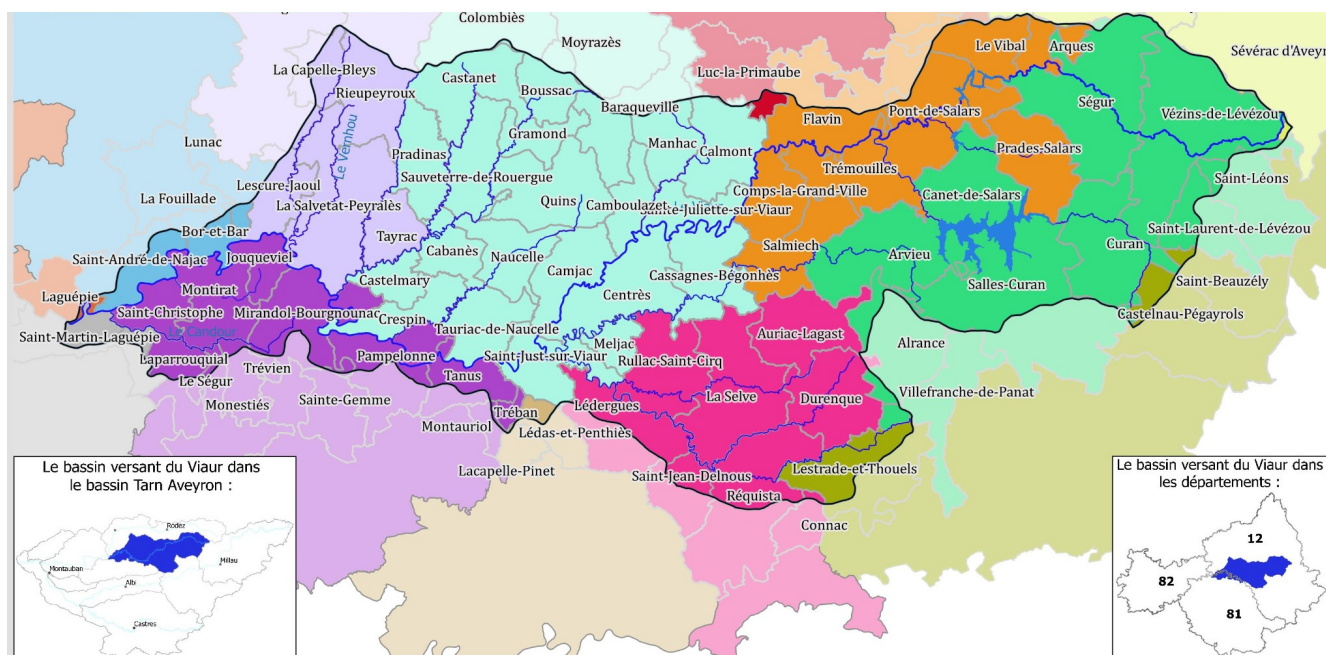 Colombiès
Moyrazès
Le Vibal
Arques
Sévérac d'Aveyr
La Capelle-Bleys
Castanet
Luc-la-Primaube
Rieupeyroux
Boussac
Baraqueville
Pont-de-Salars
Ségur
Vézins-de-Lévézou
Flavin
Gramond
Lunac
Le Vernhou
Manhac
Calmont
Prades-Salars
Pradinas
Trémouilles
Sauveterre-de-Rouergue
Saint-Léons
Lescure-Jaoul
La Fouillade
Comps-la-Grand-Ville
Canet-de-Salars
La Salvetat-Peyralès
Quins
Camboulazet
Sainte-Juliette-sur-Viaur
Bor-et-Bar
Tayrac
Saint-Laurent-de-Lévézou
Cabanès
Salmiech
Curan
Jouqueviel
Naucelle
Arvieu
Saint-André-de-Najac
Camjac
Cassagnes-Bégonhès
Castelmary
Saint-Beauzély
Montirat
Salles-Curan
Laguépie
Centrès
Saint-Christophe
Mirandol-Bourgnounac
Castelnau-Pégayrols
Crespin
Le Candour
Tauriac-de-Naucelle
Auriac-Lagast
Saint-Martin-Laguépie
Meljac
Alrance
Laparrouquial
Pampelonne
Saint-Just-sur-Viaur
Rullac-Saint-Cirq
Trévien
Le Ségur
Tanus
Villefranche-de-Panat
Sainte-Gemme
La Selve
Durenque
Monestiés
Tréban
Lédergues
Montauriol
Lédas-et-Penthiès
Lacapelle-Pinet
Saint-Jean-Delnous
Lestrade-et-Thouels
Réquista
Connac
Le bassin versant du Viaur dans
le bassin Tarn Aveyron :
Rodez
Millau
Montauban
Albi
Castres
Le bassin versant du Viaur dans
les départements :
12
82
81